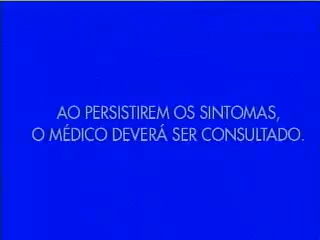 AO PERSISTIREM OS SINTOMAS,
O MÉDICO DEVERÁ SER CONSULTADO.